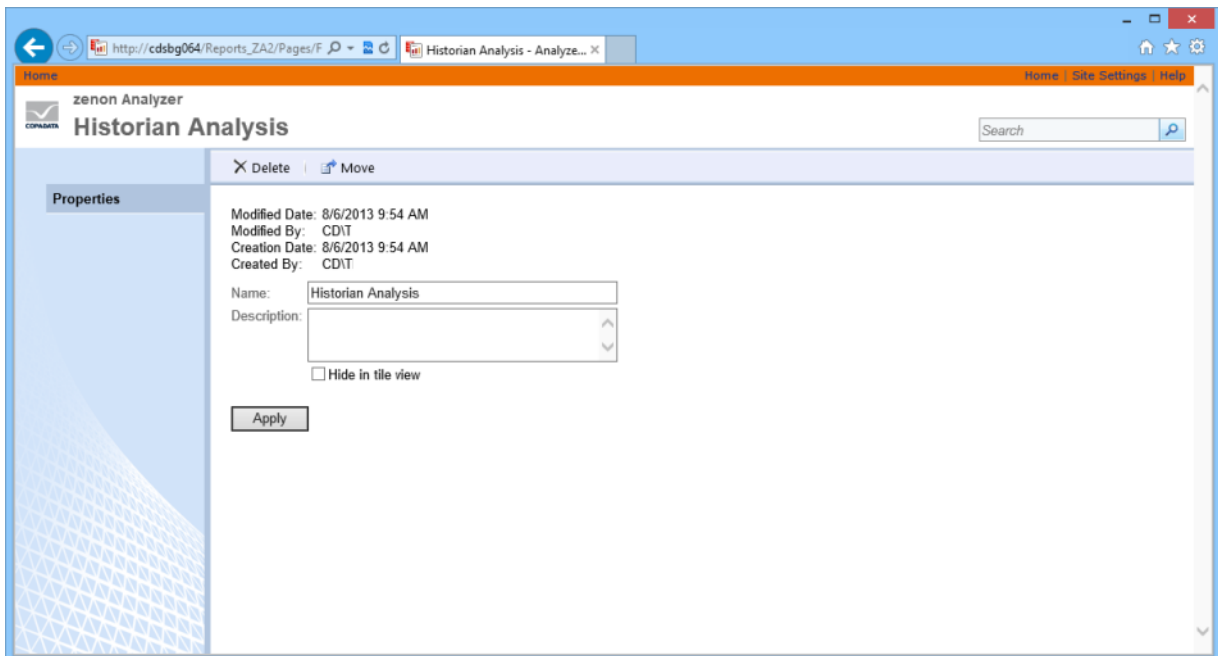 http://cdsbg064/Reports_ZA2/Pages/F
Historian Analysis - Analyze...
Home
Home | Site Settings | Help
zenon Analyzer
COPADATA
Historian Analysis
Search
Delete
Move
Properties
Modified Date: 8/6/2013 9:54 AM
Modified By: CD\T
Creation Date: 8/6/2013 9:54 AM
Created By: CD\T
Name: Historian Analysis
Description:
Hide in tile view
Apply